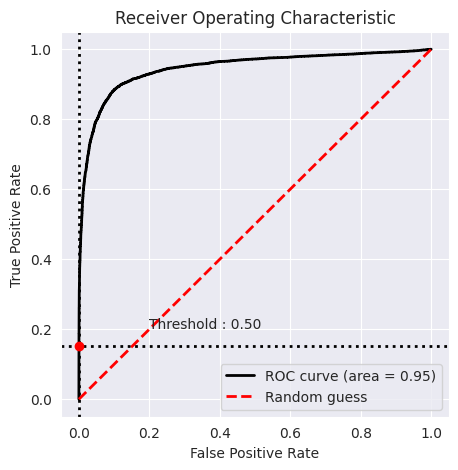 Receiver Operating Characteristic
True Positive Rate
1.0
0.8
0.6
0.4
0.2
0.0
Threshold : 0.50
ROC curve (area = 0.95)
Random guess
0.0 0.2 0.4 0.6 0.8 1.0
False Positive Rate